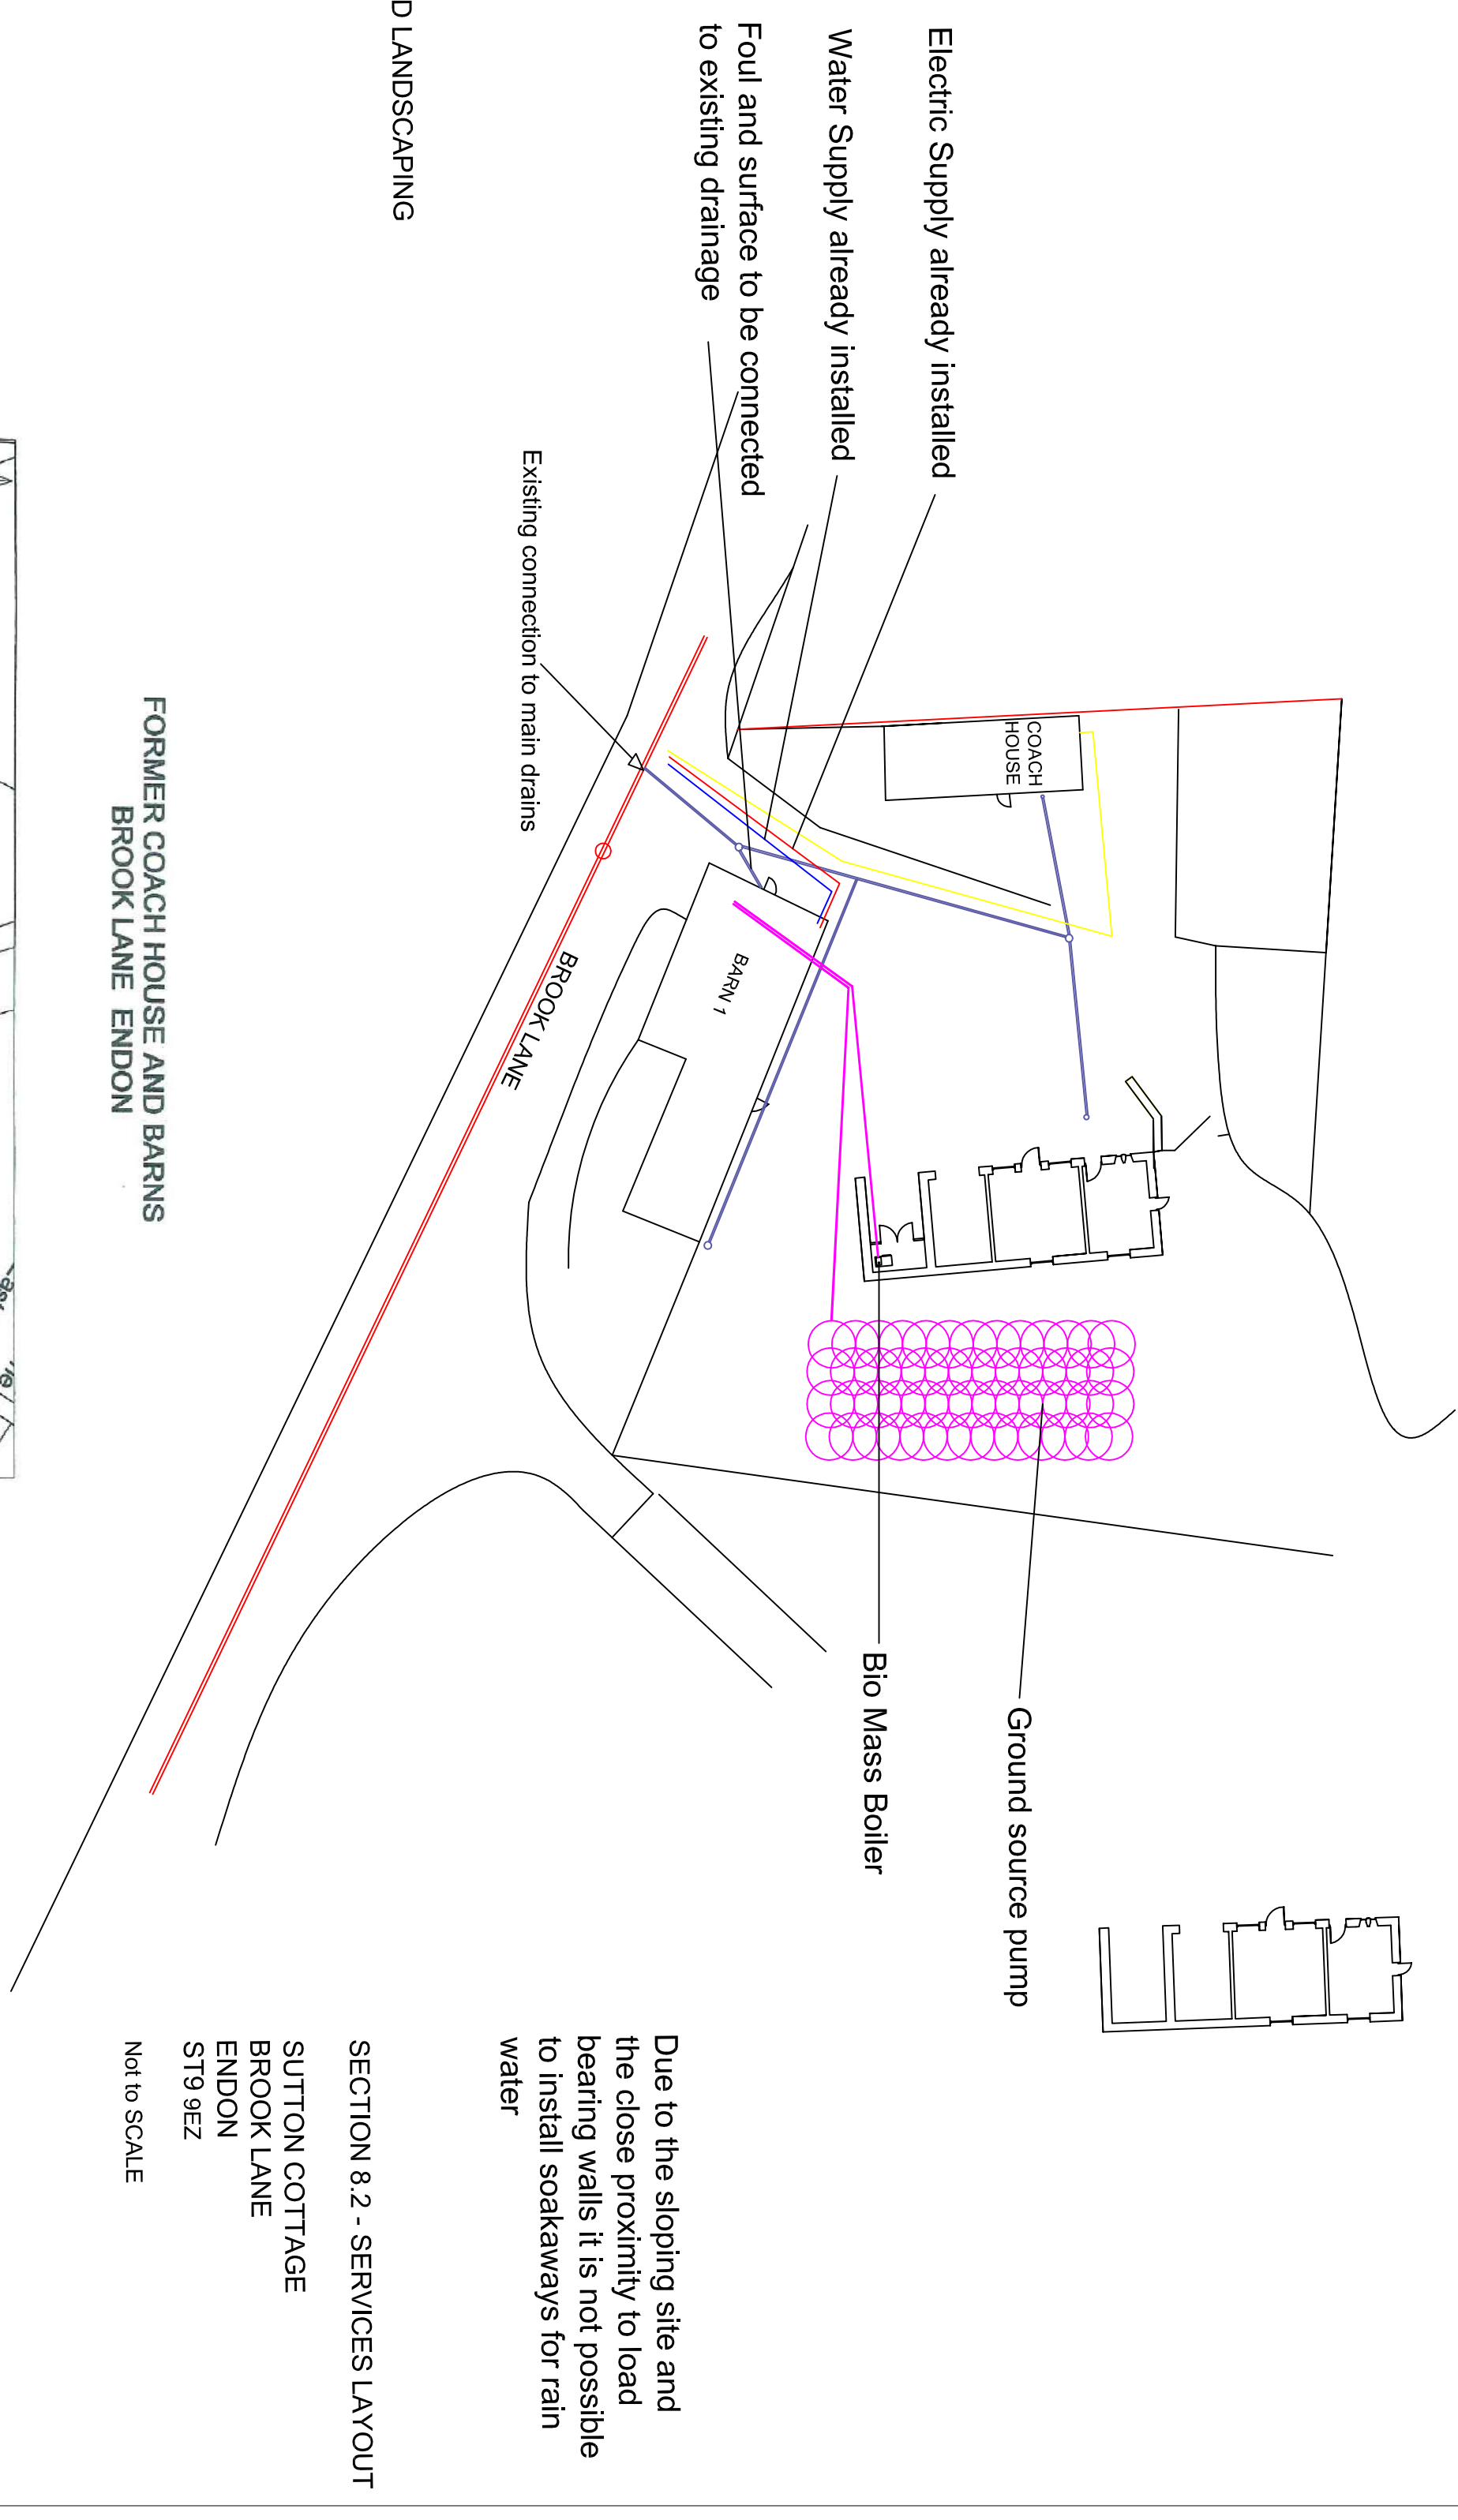 Electric Supply already installed
Water Supply already installed
Foul and surface to be connected
to existing drainage
D LANDSCAPING
Existing connection to main drains
COACH
HOUSE
BARN 1
BROOK LANE
FORMER COACH HOUSE AND BARNS
BROOK LANE ENDON
Ground source pump
Bio Mass Boiler
Due to the sloping site and
the close proximity to load
bearing walls it is not possible
to install soakaways for rain
water
SECTION 8.2 - SERVICES LAYOUT
SUTTON COTTAGE
BROOK LANE
ENDON
ST9 9EZ
Not to SCALE